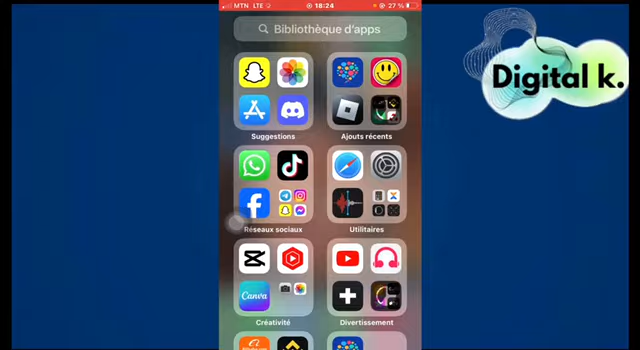 MTN LTE 18:24 27 %
Bibliothèque d'apps
Suggestions
Ajouts récents
Réseaux sociaux
Utilitaires
Canva
Créativité
Divertissement
Digital k.